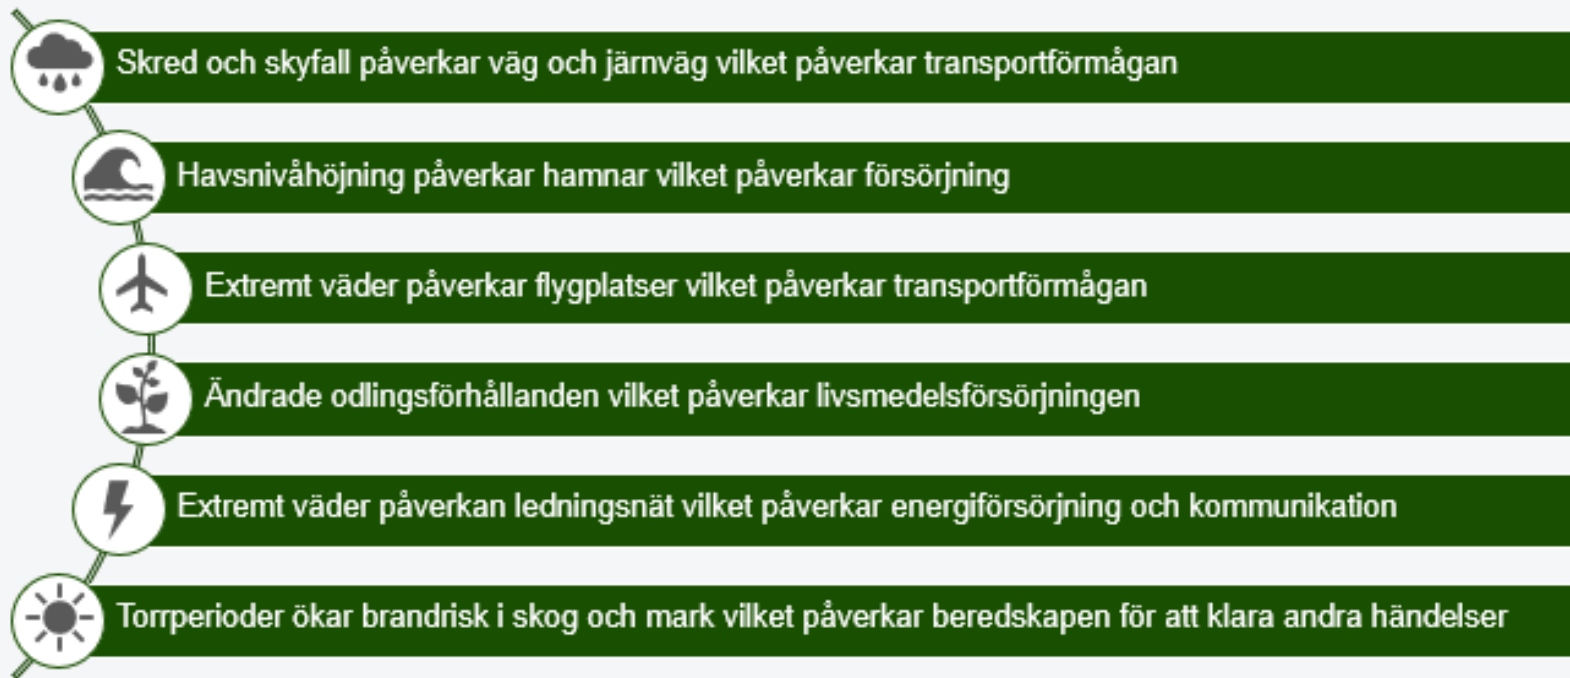 Skred och skyfall påverkar väg och järnväg vilket påverkar transportförmågan
Havsnivåhöjning påverkar hamnar vilket påverkar försörjning
Extremt väder påverkar flygplatser vilket påverkar transportförmågan
Ändrade odlingsförhållanden vilket påverkar livsmedelsförsörjningen
Extremt väder påverkan ledningsnät vilket påverkar energiförsörjning och kommunikation
Torrperioder ökar brandrisk i skog och mark vilket påverkar beredskapen för att klara andra händelser